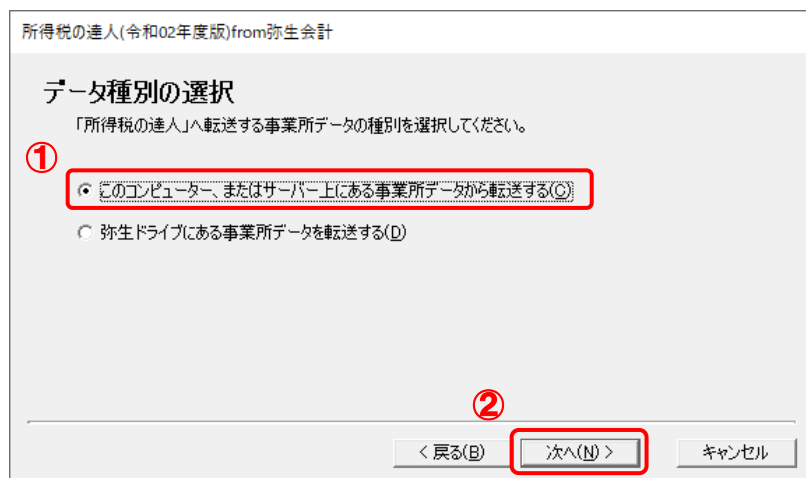 所得税の達人(令和02年度版)from弥生会計
データ種別の選択
「所得税の達人」へ転送する事業所データの種別を選択してください。
①
このコンピューター、またはサーバー上にある事業所データから転送する(C)
弥生ドライブにある事業所データを転送する(D)
②
< 戻る(B) 次へ(N) > キャンセル